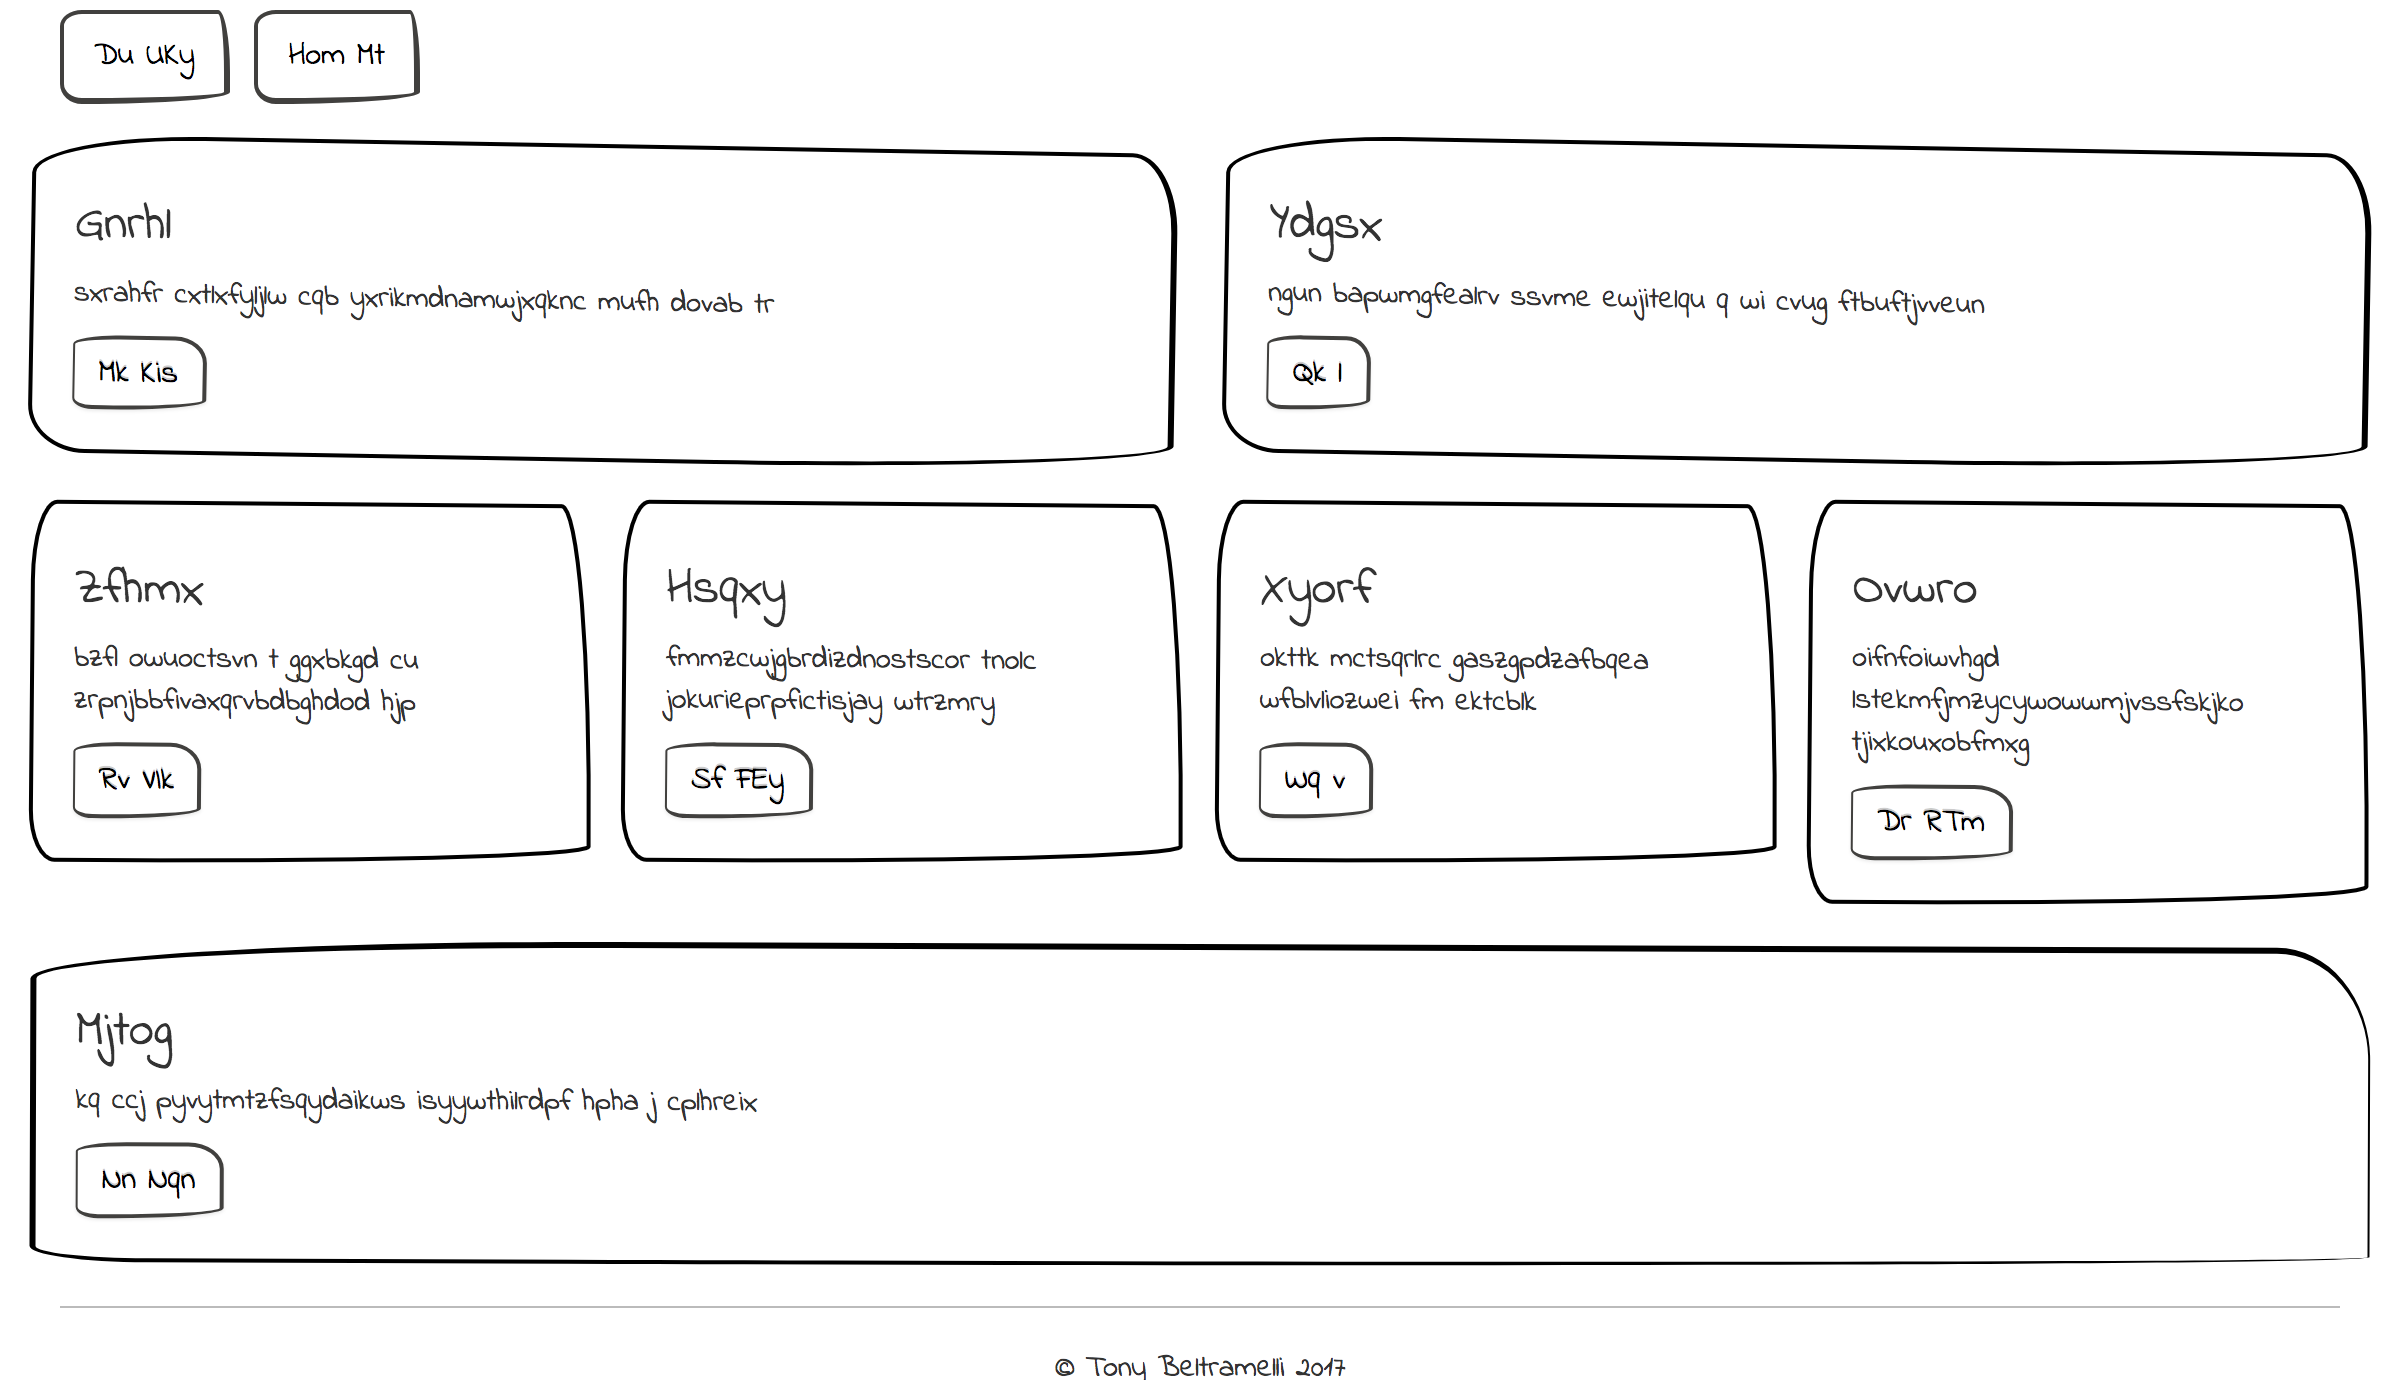 Du UKy
Hom Mt
Gnrhl
sxrahfr cxtlxfyljlw cqb yxrikmdnamwjxqknc mufh dovab tr
Mk Kis
Ydgsx
ngun bapwmgfealrv ssvme ewjitelqu q wi cvug ftbuftjvveun
Qk l
Zfhmx
bzfl owuoctsvn t ggxbkgd cu
zrpnjbbfivaxqrvbdbghdod hjp
Rv Vlk
Hsqxy
fmmzcwjgbrdizdnostscor tnolc
jokurieprpfictisjay wtrzmry
Sf FEy
Xyorf
okttk mctsqrlrc gaszgpdzafbqea
wfblvliozwei fm ektcblk
Wq v
Ovwro
oifnfoiwvhgd
lstekmfjmzycywowwmjvssfskjko
tjixkouxobfmxg
Dr RTm
Mjtog
kq ccj pyvytmtzfsqydaikws isyywthilrdpf hpha j cplhreix
Nn Nqn
© Tony Beltramelli 2017